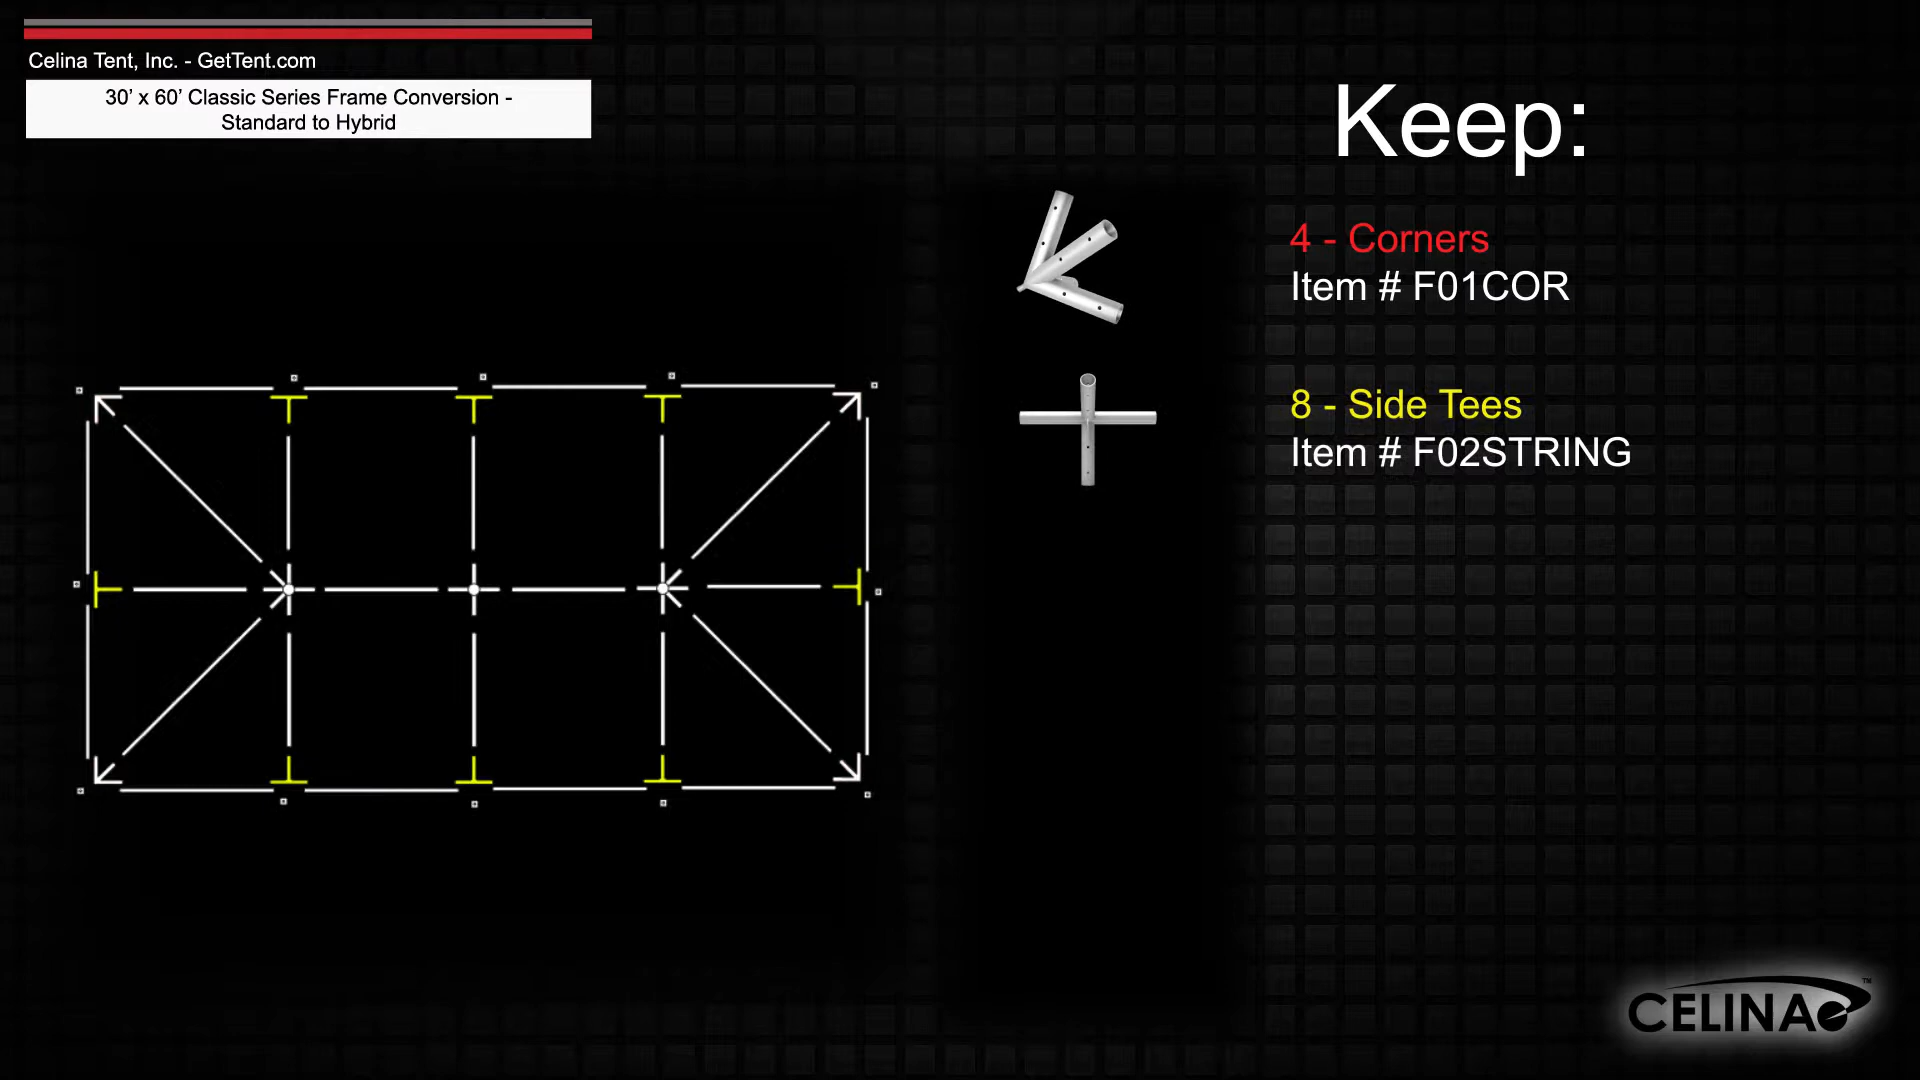 Celina Tent, Inc. - GetTent.com
30’ x 60’ Classic Series Frame Conversion -
Standard to Hybrid
Keep:
4 - Corners
Item # F01COR
8 - Side Tees
Item # F02STRING
CELINA
TM